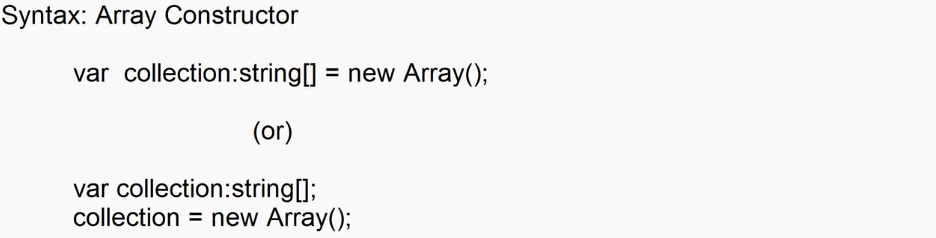 Syntax: Array Constructor
var collection:string[] = new Array();
(or)
var collection:string[];
collection = new Array();